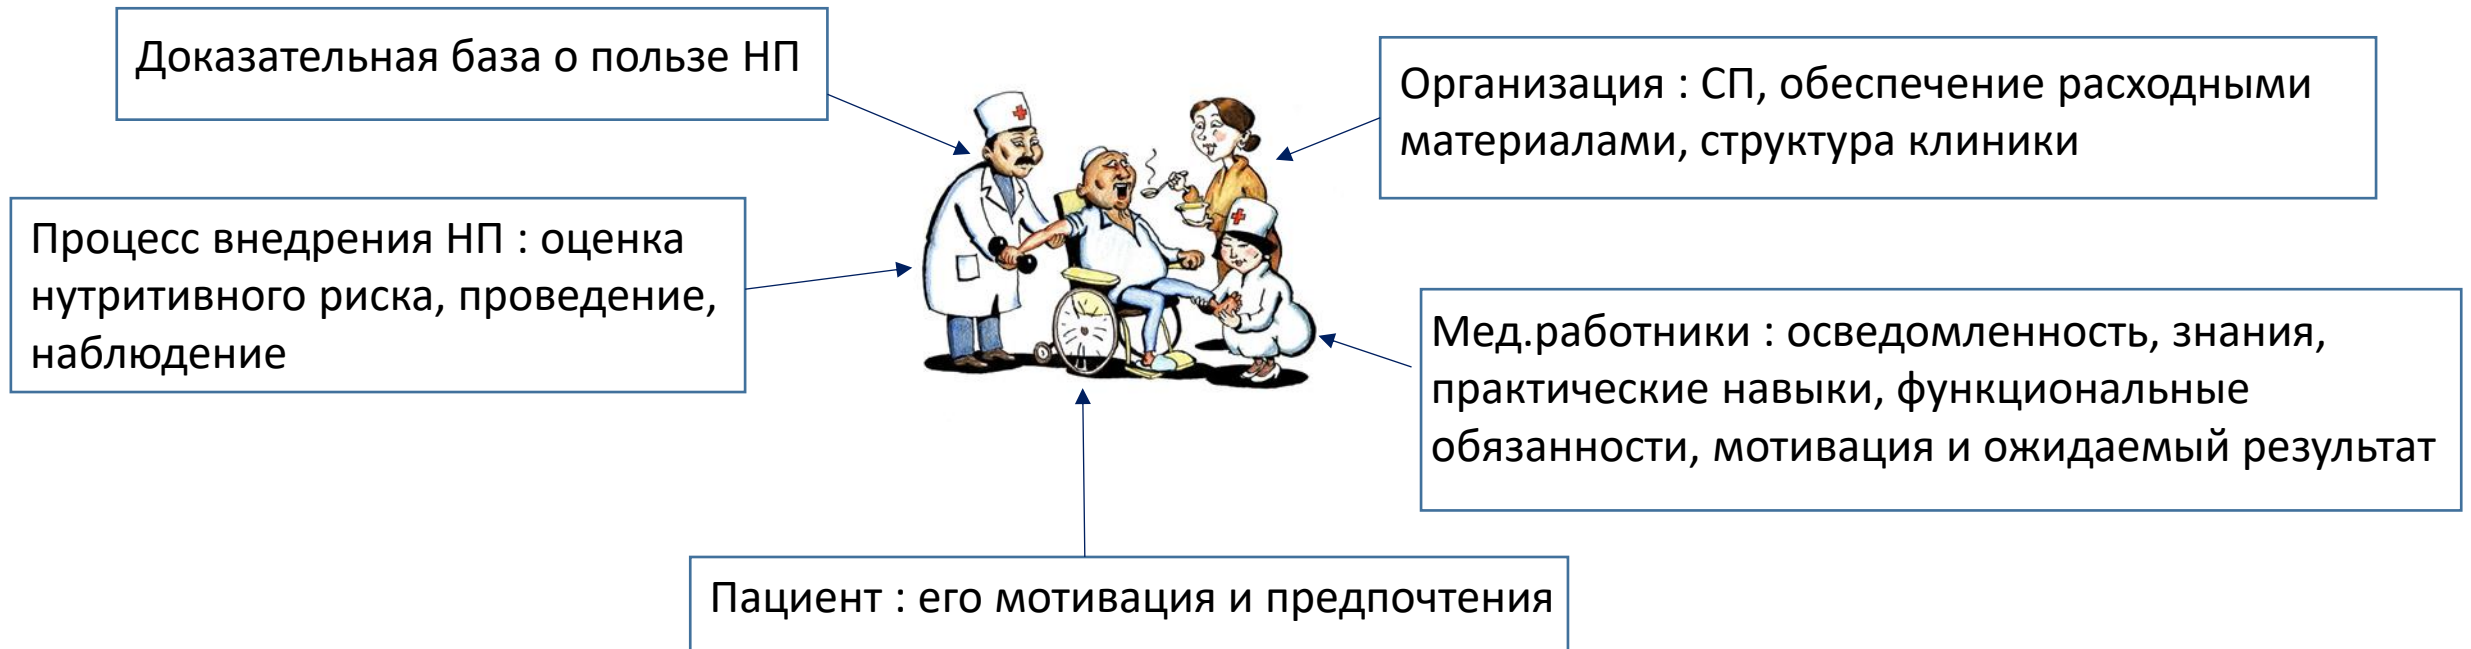 Доказательная база о пользе НП
Организация : СП, обеспечение расходными
материалами, структура клиники
Процесс внедрения НП : оценка
нутритивного риска, проведение,
наблюдение
Мед.работники : осведомленность, знания,
практические навыки, функциональные
обязанности, мотивация и ожидаемый результат
Пациент : его мотивация и предпочтения